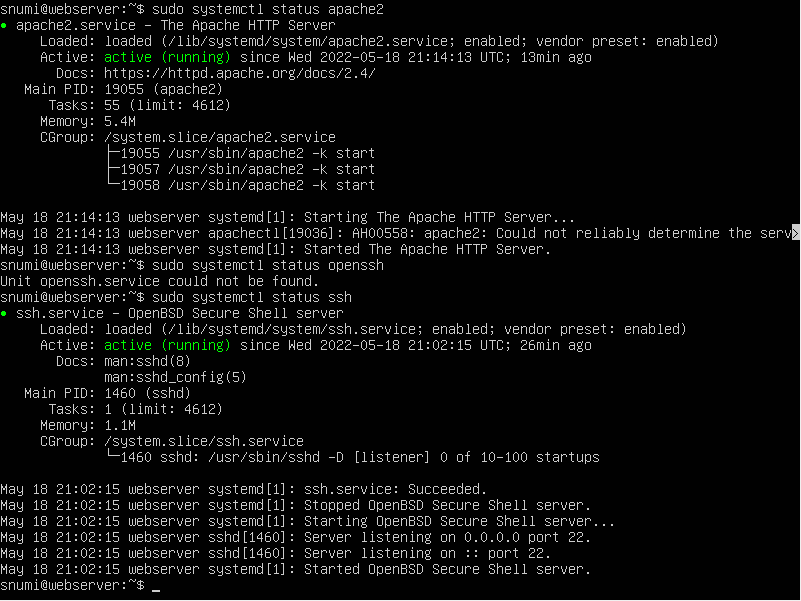 snumi@webserver:~$ sudo systemctl status apache2
● apache2.service - The Apache HTTP Server
     Loaded: loaded (/lib/systemd/system/apache2.service; enabled; vendor preset: enabled)
     Active: active (running) since Wed 2022-05-18 21:14:13 UTC; 13min ago
       Docs: https://httpd.apache.org/docs/2.4/
   Main PID: 19055 (apache2)
      Tasks: 55 (limit: 4612)
     Memory: 5.4M
     CGroup: /system.slice/apache2.service
             ├─19055 /usr/sbin/apache2 -k start
             ├─19057 /usr/sbin/apache2 -k start
             └─19058 /usr/sbin/apache2 -k start

May 18 21:14:13 webserver systemd[1]: Starting The Apache HTTP Server...
May 18 21:14:13 webserver apachectl[19036]: AH00558: apache2: Could not reliably determine the serv>
May 18 21:14:13 webserver systemd[1]: Started The Apache HTTP Server.
snumi@webserver:~$ sudo systemctl status openssh
Unit openssh.service could not be found.
snumi@webserver:~$ sudo systemctl status ssh
● ssh.service - OpenBSD Secure Shell server
     Loaded: loaded (/lib/systemd/system/ssh.service; enabled; vendor preset: enabled)
     Active: active (running) since Wed 2022-05-18 21:02:15 UTC; 26min ago
       Docs: man:sshd(8)
             man:sshd_config(5)
   Main PID: 1460 (sshd)
      Tasks: 1 (limit: 4612)
     Memory: 1.1M
     CGroup: /system.slice/ssh.service
             └─1460 sshd: /usr/sbin/sshd -D [listener] 0 of 10-100 startups

May 18 21:02:15 webserver systemd[1]: ssh.service: Succeeded.
May 18 21:02:15 webserver systemd[1]: Stopped OpenBSD Secure Shell server.
May 18 21:02:15 webserver systemd[1]: Starting OpenBSD Secure Shell server...
May 18 21:02:15 webserver sshd[1460]: Server listening on 0.0.0.0 port 22.
May 18 21:02:15 webserver sshd[1460]: Server listening on :: port 22.
May 18 21:02:15 webserver systemd[1]: Started OpenBSD Secure Shell server.
snumi@webserver:~$ _